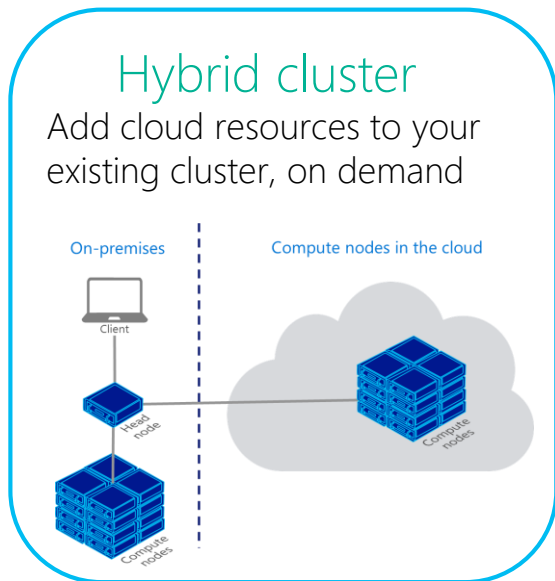 Hybrid cluster
Add cloud resources to your
existing cluster, on demand
On-premises
Compute nodes in the cloud
Client
Head
node
Compute
nodes
Compute
nodes